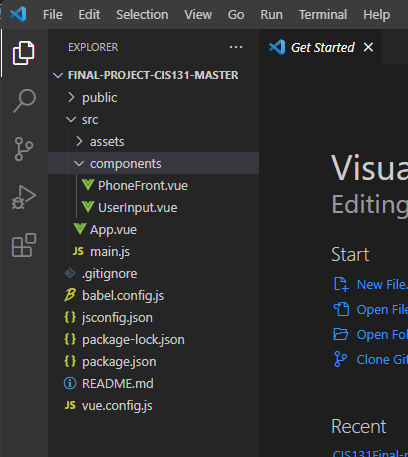 File Edit Selection View Go Run Terminal Help
EXPLORER
Get Started
FINAL-PROJECT-CIS131-MASTER
public
src
assets
components
PhoneFront.vue
UserInput.vue
App.vue
JS main.js
.gitignore
babel.config.js
{} jsconfig.json
{} package-lock.json
{} package.json
README.md
JS vue.config.js
Visua
Editing
Start
New File.
Open File
Open Fol
Clone Git
Recent
CIS131Final-